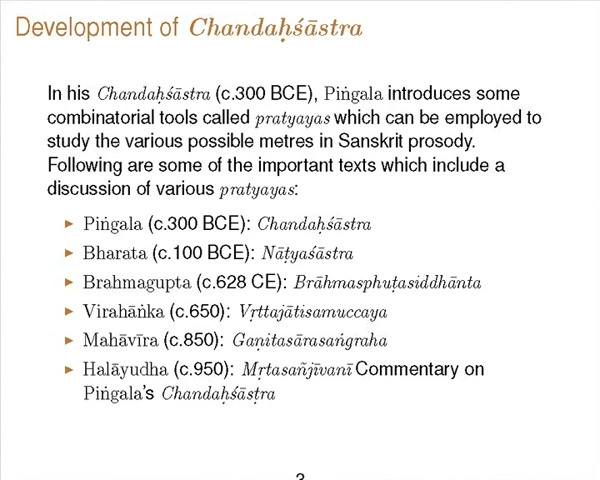 Development of Chandaḥśāstra
In his Chandaḥśāstra (c.300 BCE), Piṅgala introduces some
combinatorial tools called pratyayas which can be employed to
study the various possible metres in Sanskrit prosody.
Following are some of the important texts which include a
discussion of various pratyayas:
▶ Piṅgala (c.300 BCE): Chandaḥśāstra
▶ Bharata (c.100 BCE): Nāṭyaśāstra
▶ Brahmagupta (c.628 CE): Brāhmasphuṭasiddhānta
▶ Virahāṅka (c.650): Vṛttajātisamuccaya
▶ Mahāvīra (c.850): Gaṇitasārasaṅgraha
▶ Halāyudha (c.950): Mṛtasañjīvanī Commentary on
Piṅgala's Chandaḥśāsṭra
3